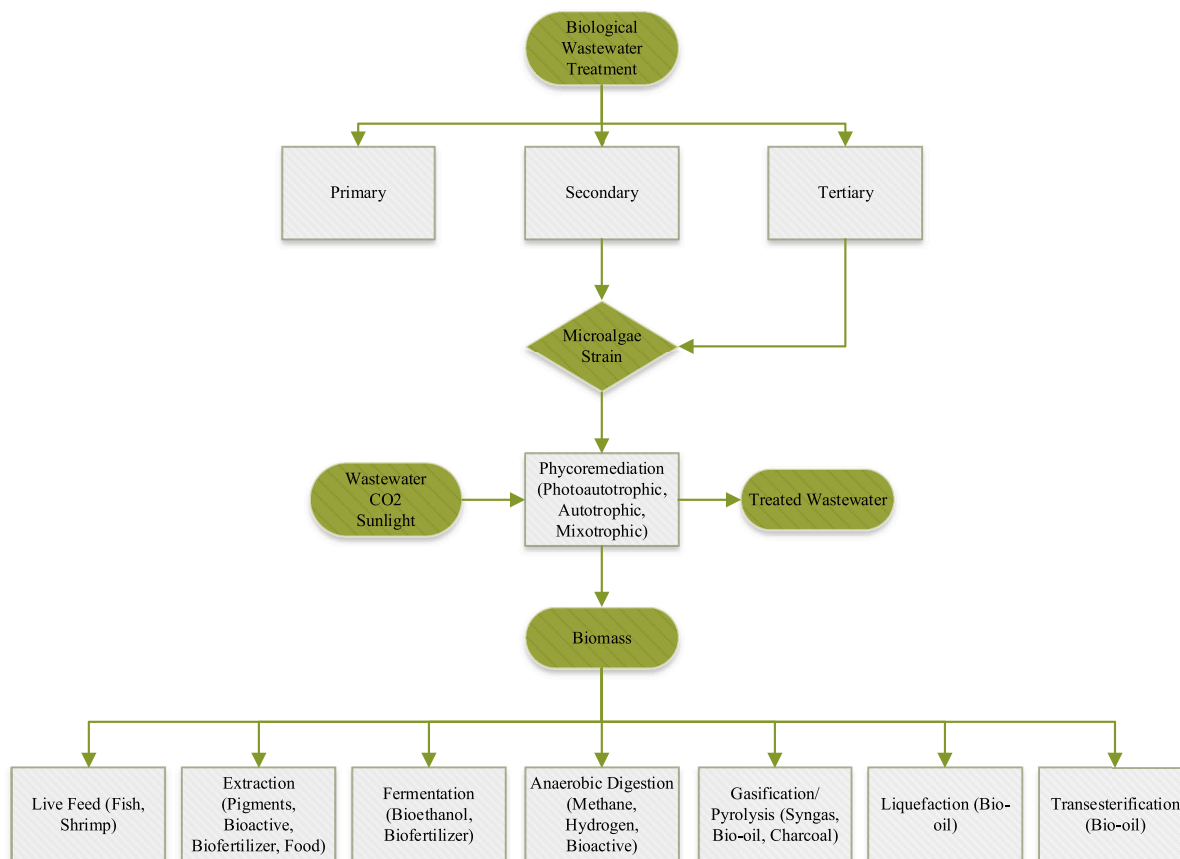 Biological
Wastewater
Treatment
Primary
Secondary
Tertiary
Microalgae
Strain
Wastewater
CO2
Sunlight
Phycoremediation
(Photoautotrophic,
Autotrophic,
Mixotrophic)
Treated Wastewater
Biomass
Live Feed (Fish,
Shrimp)
Extraction
(Pigments,
Bioactive,
Biofertilizer, Food)
Fermentation
(Bioethanol,
Biofertilizer)
Anaerobic Digestion
(Methane,
Hydrogen,
Bioactive)
Gasification/
Pyrolysis (Syngas,
Bio-oil, Charcoal)
Liquefaction (Bio-
oil)
Transesterification
(Bio-oil)